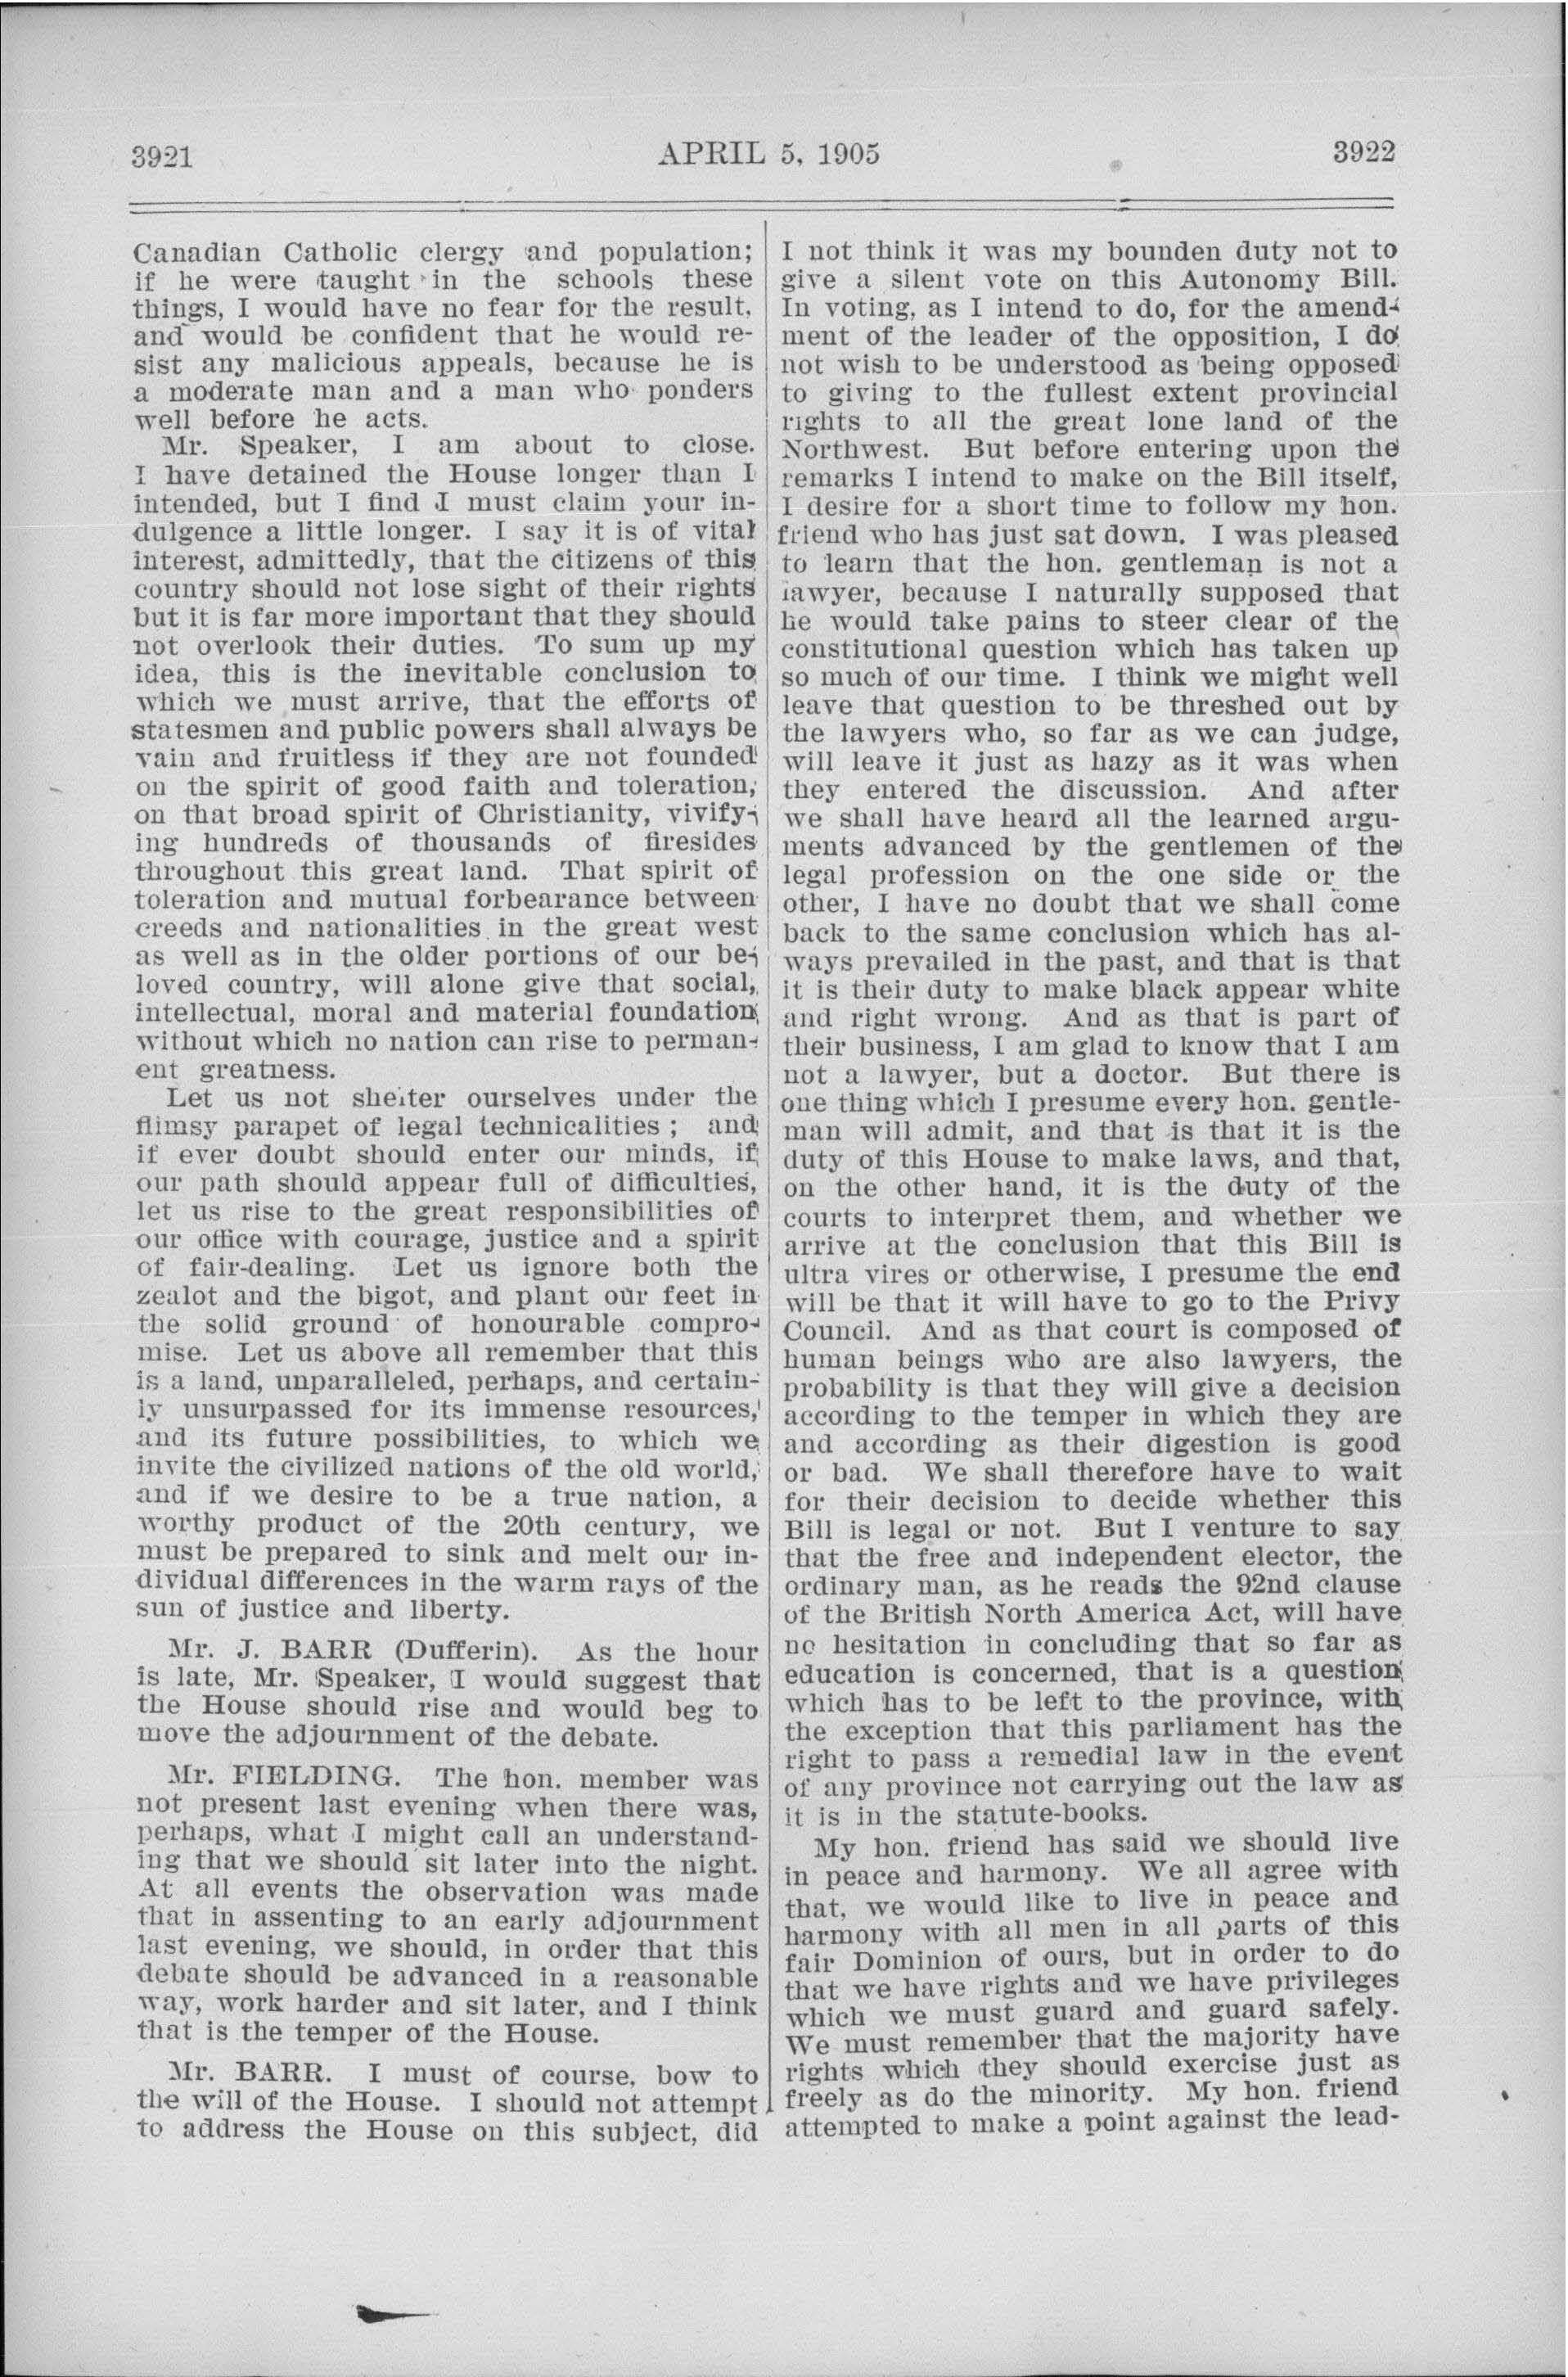 3921
APRIL 5, 1905
3922
Canadian Catholic clergy and population;
if he were taught in the schools these
things, I would have no fear for the result,
and would be confident that he would re-
sist any malicious appeals, because he is
a moderate man and a man who ponders
well before he acts.
Mr. Speaker, I am about to close.
I have detained the House longer than I
intended, but I find I must claim your in-
dulgence a little longer. I say it is of vital
interest, admittedly, that the citizens of this
country should not lose sight of their rights
but it is far more important that they should
not overlook their duties. To sum up my
idea, this is the inevitable conclusion to
which we must arrive, that the efforts of
statesmen and public powers shall always be
vain and fruitless if they are not founded
on the spirit of good faith and toleration,
on that broad spirit of Christianity, vivify-
ing hundreds of thousands of firesides
throughout this great land. That spirit of
toleration and mutual forbearance between
creeds and nationalities in the great west
as well as in the older portions of our be-
loved country, will alone give that social,
intellectual, moral and material foundation
without which no nation can rise to perman-
ent greatness.
Let us not shelter ourselves under the
flimsy parapet of legal technicalities ; and
if ever doubt should enter our minds, if
our path should appear full of difficulties,
let us rise to the great responsibilities of
our office with courage, justice and a spirit
of fair-dealing. Let us ignore both the
zealot and the bigot, and plant our feet in
the solid ground of honourable compro-
mise. Let us above all remember that this
is a land, unparalleled, perhaps, and certain-
ly unsurpassed for its immense resources,
and its future possibilities, to which we
invite the civilized nations of the old world,
and if we desire to be a true nation, a
worthy product of the 20th century, we
must be prepared to sink and melt our in-
dividual differences in the warm rays of the
sun of justice and liberty.
Mr. J. BARR (Dufferin). As the hour
is late, Mr. Speaker, I would suggest that
the House should rise and would beg to
move the adjournment of the debate.
Mr. FIELDING. The hon. member was
not present last evening when there was,
perhaps, what I might call an understand-
ing that we should sit later into the night.
At all events the observation was made
that in assenting to an early adjournment
last evening, we should, in order that this
debate should be advanced in a reasonable
way, work harder and sit later, and I think
that is the temper of the House.
Mr. BARR. I must of course, bow to
the will of the House. I should not attempt
to address the House on this subject, did
I not think it was my bounden duty not to
give a silent vote on this Autonomy Bill.
In voting, as I intend to do, for the amend-
ment of the leader of the opposition, I do
not wish to be understood as being opposed
to giving to the fullest extent provincial
rights to all the great lone land of the
Northwest. But before entering upon the
remarks I intend to make on the Bill itself,
I desire for a short time to follow my hon.
friend who has just sat down. I was pleased
to learn that the hon. gentleman is not a
lawyer, because I naturally supposed that
he would take pains to steer clear of the
constitutional question which has taken up
so much of our time. I think we might well
leave that question to be threshed out by
the lawyers who, so far as we can judge,
will leave it just as hazy as it was when
they entered the discussion. And after
we shall have heard all the learned argu-
ments advanced by the gentlemen of the
legal profession on the one side or the
other, I have no doubt that we shall come
back to the same conclusion which has al-
ways prevailed in the past, and that is that
it is their duty to make black appear white
and right wrong. And as that is part of
their business, I am glad to know that I am
not a lawyer, but a doctor. But there is
one thing which I presume every hon. gentle-
man will admit, and that is that it is the
duty of this House to make laws, and that,
on the other hand, it is the duty of the
courts to interpret them, and whether we
arrive at the conclusion that this Bill is
ultra vires or otherwise, I presume the end
will be that it will have to go to the Privy
Council. And as that court is composed of
human beings who are also lawyers, the
probability is that they will give a decision
according to the temper in which they are
and according as their digestion is good
or bad. We shall therefore have to wait
for their decision to decide whether this
Bill is legal or not. But I venture to say
that the free and independent elector, the
ordinary man, as he reads the 92nd clause
of the British North America Act, will have
no hesitation in concluding that so far as
education is concerned, that is a question
which has to be left to the province, with
the exception that this parliament has the
right to pass a remedial law in the event
of any province not carrying out the law as
it is in the statute-books.
My hon. friend has said we should live
in peace and harmony. We all agree with
that, we would like to live in peace and
harmony with all men in all parts of this
fair Dominion of ours, but in order to do
that we have rights and we have privileges
which we must guard and guard safely.
We must remember that the majority have
rights which they should exercise just as
freely as do the minority. My hon. friend
attempted to make a point against the lead-